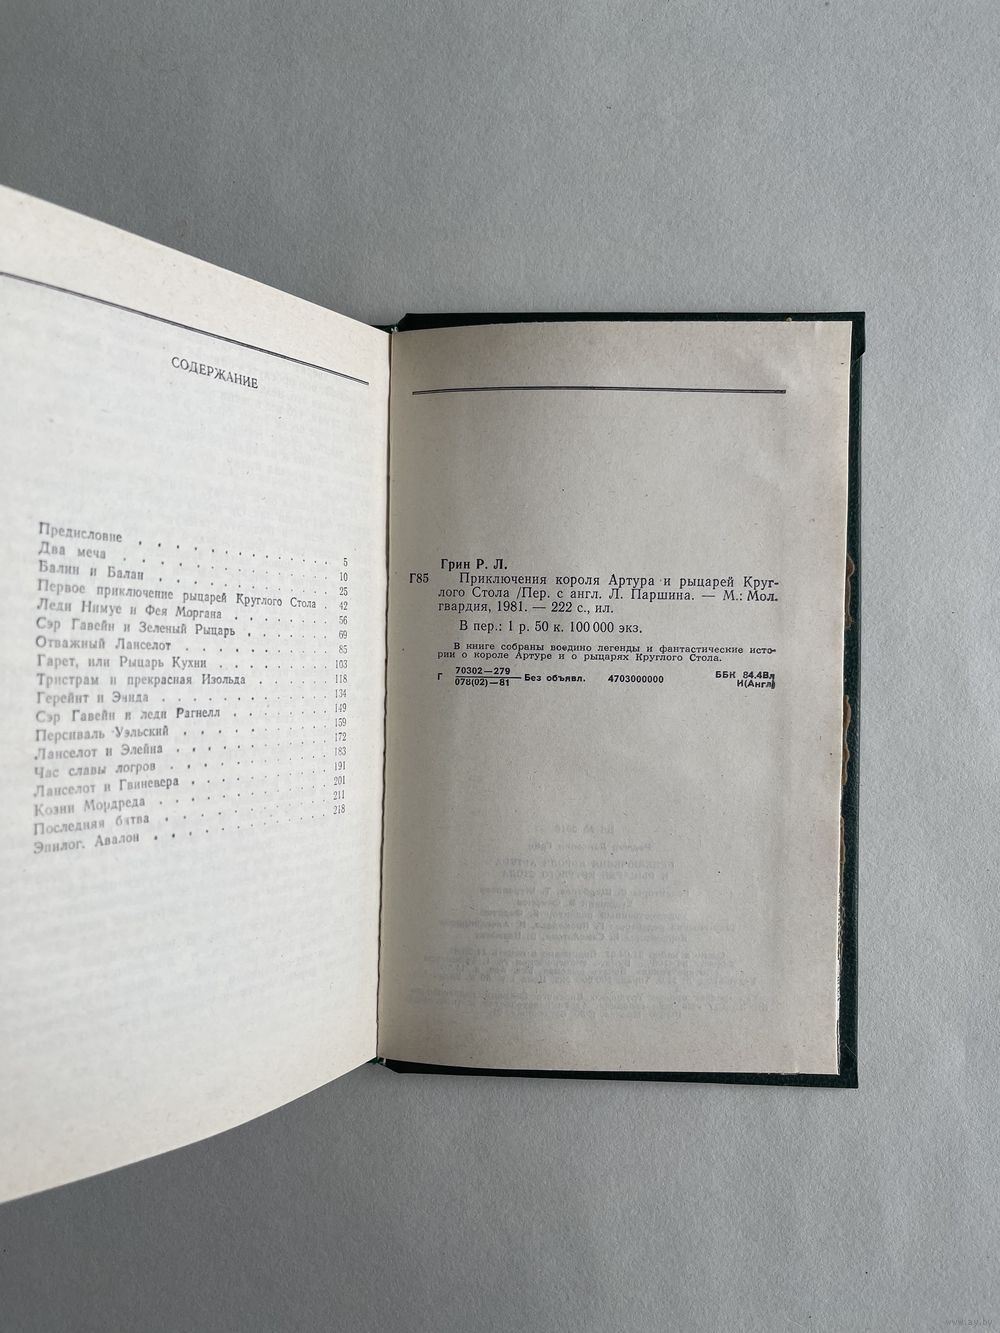 СОДЕРЖАНИЕ
Предисловие . . . . . . . . . . 5
Два меча . . . . . . . . . . 10
Балин и Балан . . . . . . . . . . 25
Первое приключение рыцарей Круглого Стола . 42
Леди Нимуе и Фея Моргана . . . . . . 56
Сэр Гавейн и Зеленый Рыцарь . . . . . 69
Отважный Ланселот . . . . . . . . 85
Гарет, или Рыцарь Кухни . . . . . . . 103
Тристрам и прекрасная Изольда . . . . . 118
Герейнт и Энида . . . . . . . . . 134
Сэр Гавейн и леди Рагнелл . . . . . . 149
Персиваль Уэльский . . . . . . . . 159
Ланселот и Элейна . . . . . . . . 172
Час славы логров . . . . . . . . . 183
Ланселот и Гвиневера . . . . . . . . 191
Козни Мордреда . . . . . . . . . 201
Последняя битва . . . . . . . . . 211
Эпилог. Авалон . . . . . . . . . 218
Грин Р. Л.
Г85 Приключения короля Артура и рыцарей Круг-
лого Стола /Пер. с англ. Л. Паршина. — М.: Мол.
гвардия, 1981. — 222 с., ил.
В пер.: 1 р. 50 к. 100 000 экз.
В книге собраны воедино легенды и фантастические исто-
рии о короле Артуре и о рыцарях Круглого Стола.
Г 70302—279 Без объявл. 4703000000 ББК 84.4Вл
078(02)—81 И(Англ)
www.ay.by